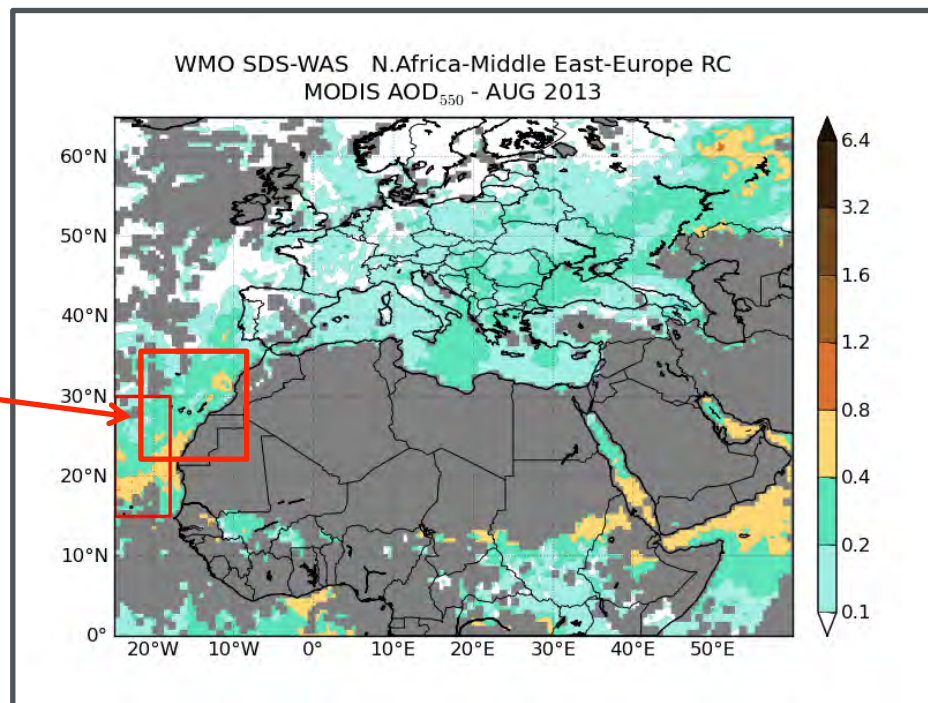 WMO SDS-WAS N.Africa-Middle East-Europe RC
MODIS AOD₅₅₀ - AUG 2013
60°N
50°N
40°N
30°N
20°N
10°N
0°
20°W
10°W
0°
10°E
20°E
30°E
40°E
50°E
6.4
3.2
1.6
1.2
0.8
0.4
0.2
0.1